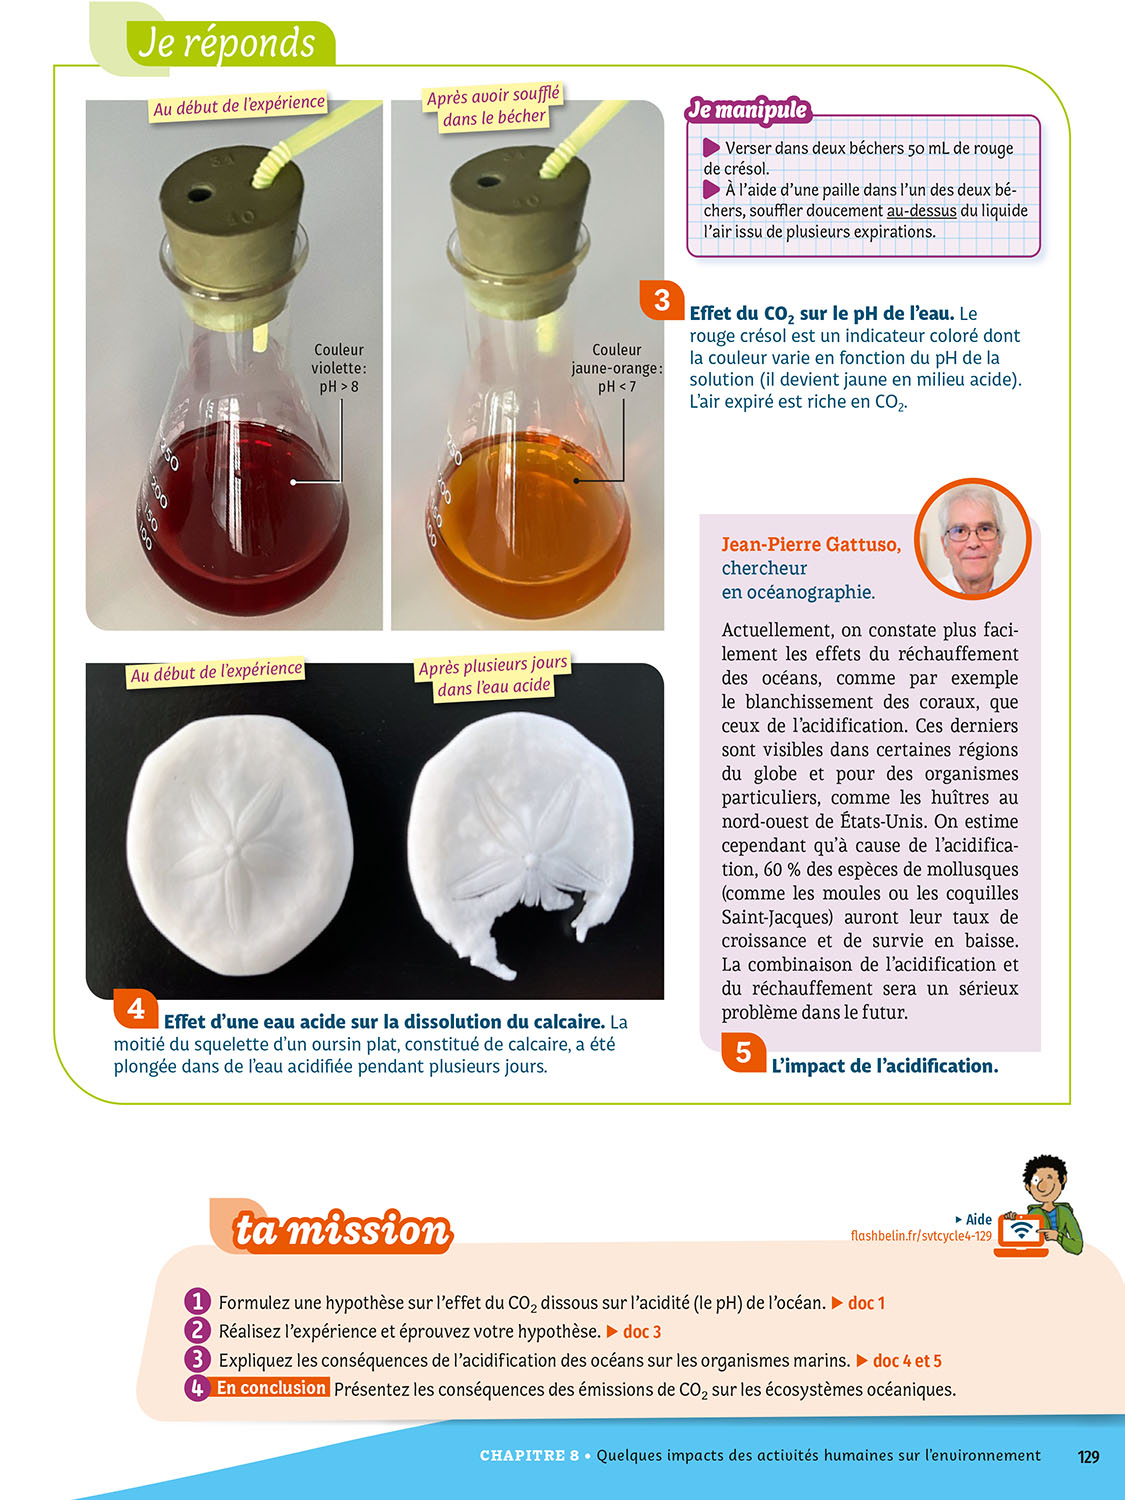 Je réponds
Au début de l'expérience
Après avoir soufflé
dans le bécher
Couleur
violette :
pH > 8
Couleur
jaune-orange :
pH < 7
250
200
150
100
Je manipule
Verser dans deux béchers 50 mL de rouge
de crésol.
À l'aide d'une paille dans l'un des deux bé-
chers, souffler doucement au-dessus du liquide
l'air issu de plusieurs expirations.
3
Effet du CO₂ sur le pH de l'eau. Le
rouge crésol est un indicateur coloré dont
la couleur varie en fonction du pH de la
solution (il devient jaune en milieu acide).
L'air expiré est riche en CO₂.
Au début de l'expérience
Après plusieurs jours
dans l'eau acide
4 Effet d'une eau acide sur la dissolution du calcaire. La
moitié du squelette d'un oursin plat, constitué de calcaire, a été
plongée dans de l'eau acidifiée pendant plusieurs jours.
Jean-Pierre Gattuso,
chercheur
en océanographie.
Actuellement, on constate plus faci-
lement les effets du réchauffement
des océans, comme par exemple
le blanchissement des coraux, que
ceux de l'acidification. Ces derniers
sont visibles dans certaines régions
du globe et pour des organismes
particuliers, comme les huîtres au
nord-ouest de États-Unis. On estime
cependant qu'à cause de l'acidifica-
tion, 60 % des espèces de mollusques
(comme les moules ou les coquilles
Saint-Jacques) auront leur taux de
croissance et de survie en baisse.
La combinaison de l'acidification et
du réchauffement sera un sérieux
problème dans le futur.
5 L'impact de l'acidification.
ta mission
▶ Aide
flashbelin.fr/svtcycle4-129
1 Formulez une hypothèse sur l'effet du CO₂ dissous sur l'acidité (le pH) de l'océan. ▶ doc 1
2 Réalisez l'expérience et éprouvez votre hypothèse. ▶ doc 3
3 Expliquez les conséquences de l'acidification des océans sur les organismes marins. ▶ doc 4 et 5
4 En conclusion Présentez les conséquences des émissions de CO₂ sur les écosystèmes océaniques.
CHAPITRE 8 • Quelques impacts des activités humaines sur l'environnement 129